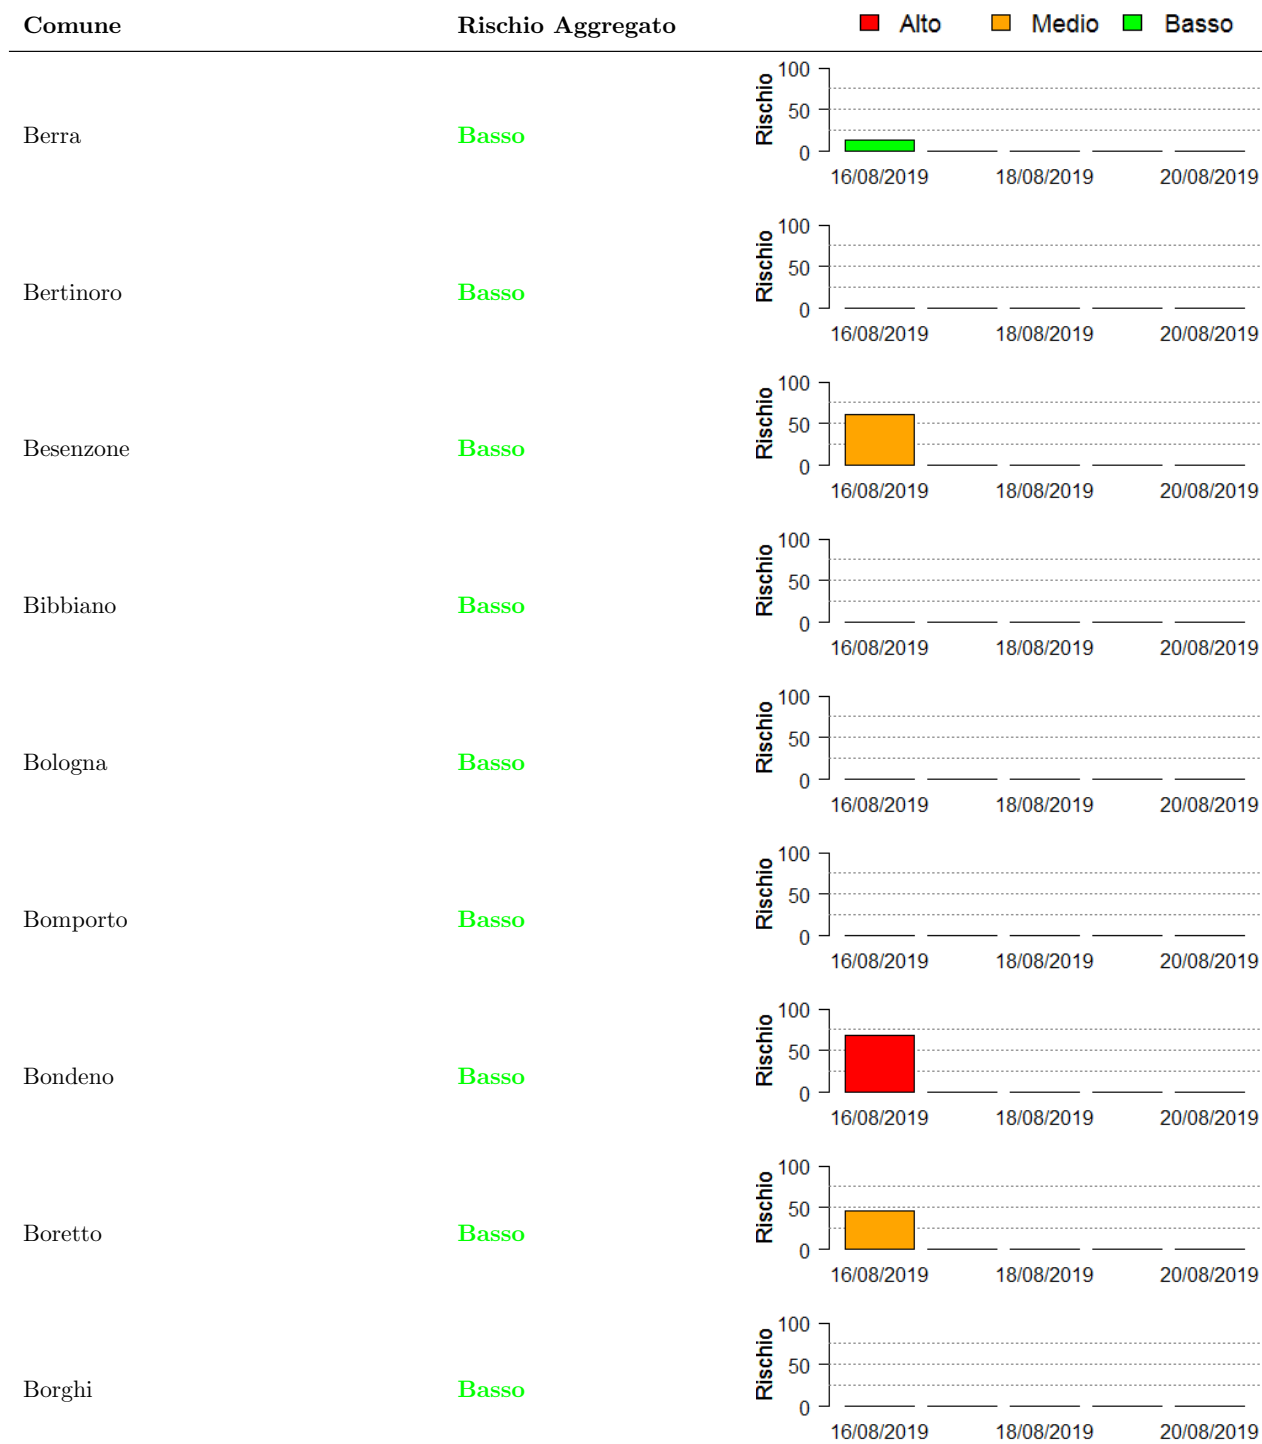 Comune Rischio Aggregato Alto Medio Basso
Berra Basso Rischio 100 50 0
16/08/2019 18/08/2019 20/08/2019
Bertinoro Basso Rischio 100 50 0
16/08/2019 18/08/2019 20/08/2019
Besenzone Basso Rischio 100 50 0
16/08/2019 18/08/2019 20/08/2019
Bibbiano Basso Rischio 100 50 0
16/08/2019 18/08/2019 20/08/2019
Bologna Basso Rischio 100 50 0
16/08/2019 18/08/2019 20/08/2019
Bomporto Basso Rischio 100 50 0
16/08/2019 18/08/2019 20/08/2019
Bondeno Basso Rischio 100 50 0
16/08/2019 18/08/2019 20/08/2019
Boretto Basso Rischio 100 50 0
16/08/2019 18/08/2019 20/08/2019
Borghi Basso Rischio 100 50 0
16/08/2019 18/08/2019 20/08/2019